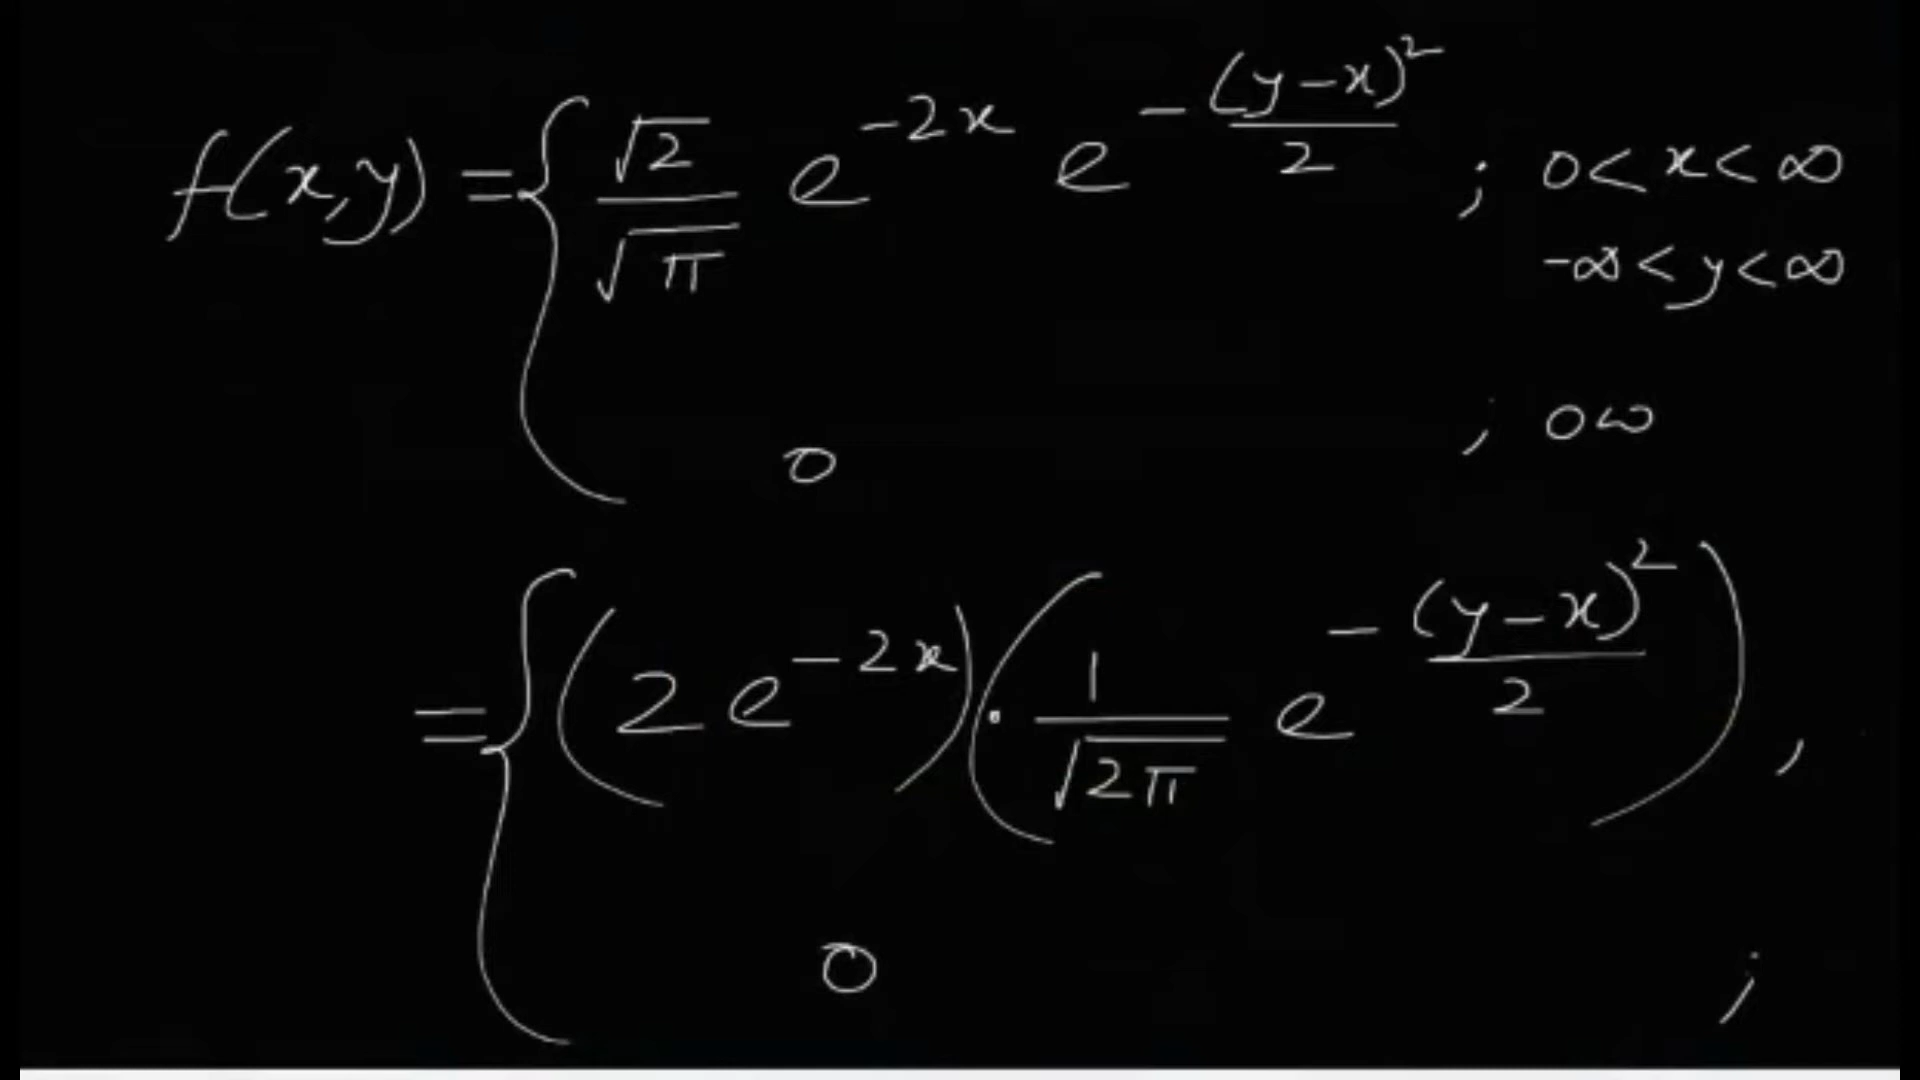 f(x,y) = { √2/√π e^{-2x} e^{-(y-x)²/2} ; 0<x<∞
-∞<y<∞
0 ; ow
= { (2e^{-2x}) · (1/√(2π) e^{-(y-x)²/2}) ,
0 ;